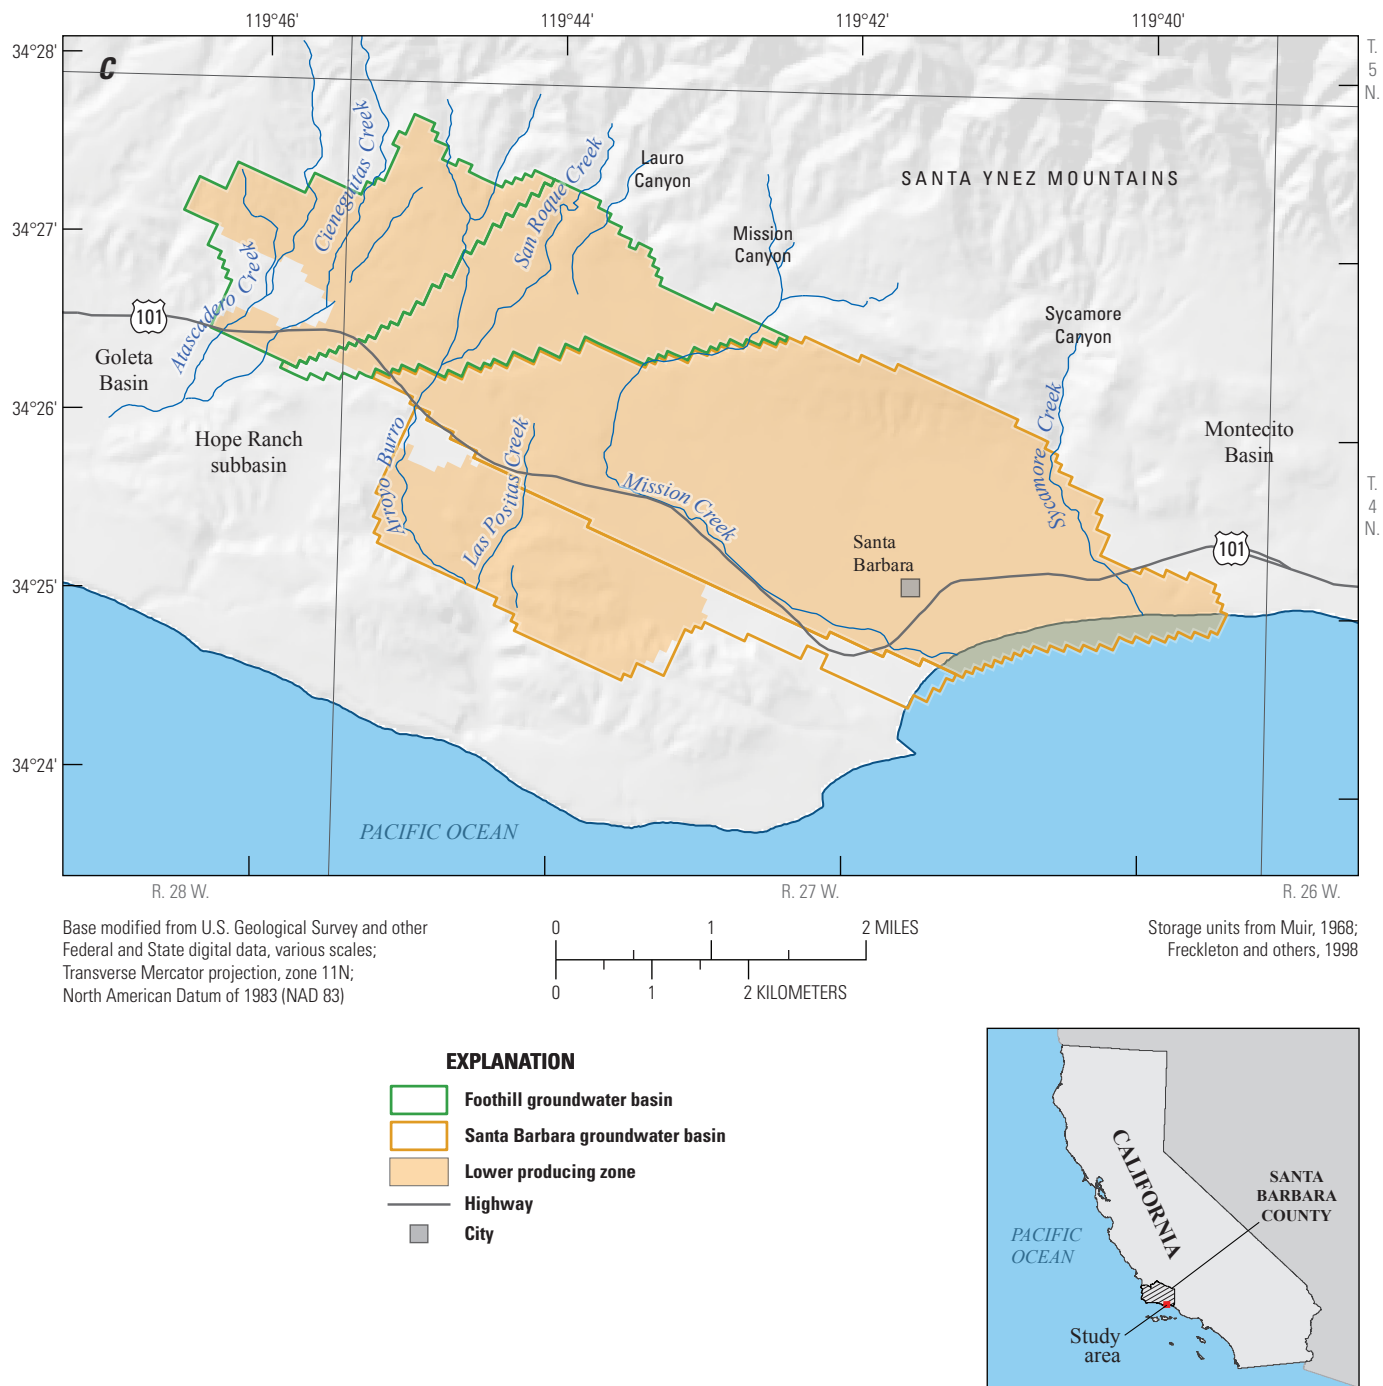 119°46'
119°44'
119°42'
119°40'
34°28'
34°27'
34°26'
34°25'
34°24'
C
T.
5
N.
T.
4
N.
Cieneguitas Creek
San Roque Creek
Lauro
Canyon
SANTA YNEZ MOUNTAINS
Mission
Canyon
Atascadero Creek
101
Goleta
Basin
Sycamore
Canyon
Hope Ranch
subbasin
Arroyo Burro
Las Positas Creek
Mission Creek
Sycamore Creek
Montecito
Basin
Santa
Barbara
101
PACIFIC OCEAN
R. 28 W.
R. 27 W.
R. 26 W.
Base modified from U.S. Geological Survey and other
Federal and State digital data, various scales;
Transverse Mercator projection, zone 11N;
North American Datum of 1983 (NAD 83)
0 1 2 MILES
0 1 2 KILOMETERS
Storage units from Muir, 1968;
Freckleton and others, 1998
EXPLANATION
Foothill groundwater basin
Santa Barbara groundwater basin
Lower producing zone
Highway
City
CALIFORNIA
SANTA
BARBARA
COUNTY
PACIFIC
OCEAN
Study
area